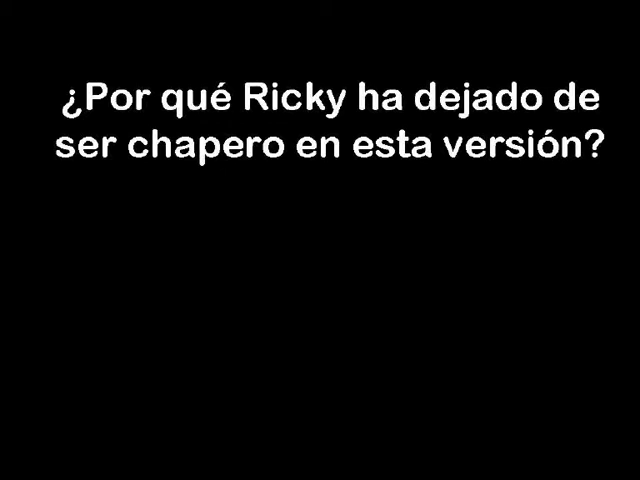 ¿Por qué Ricky ha dejado de
ser chapero en esta versión?